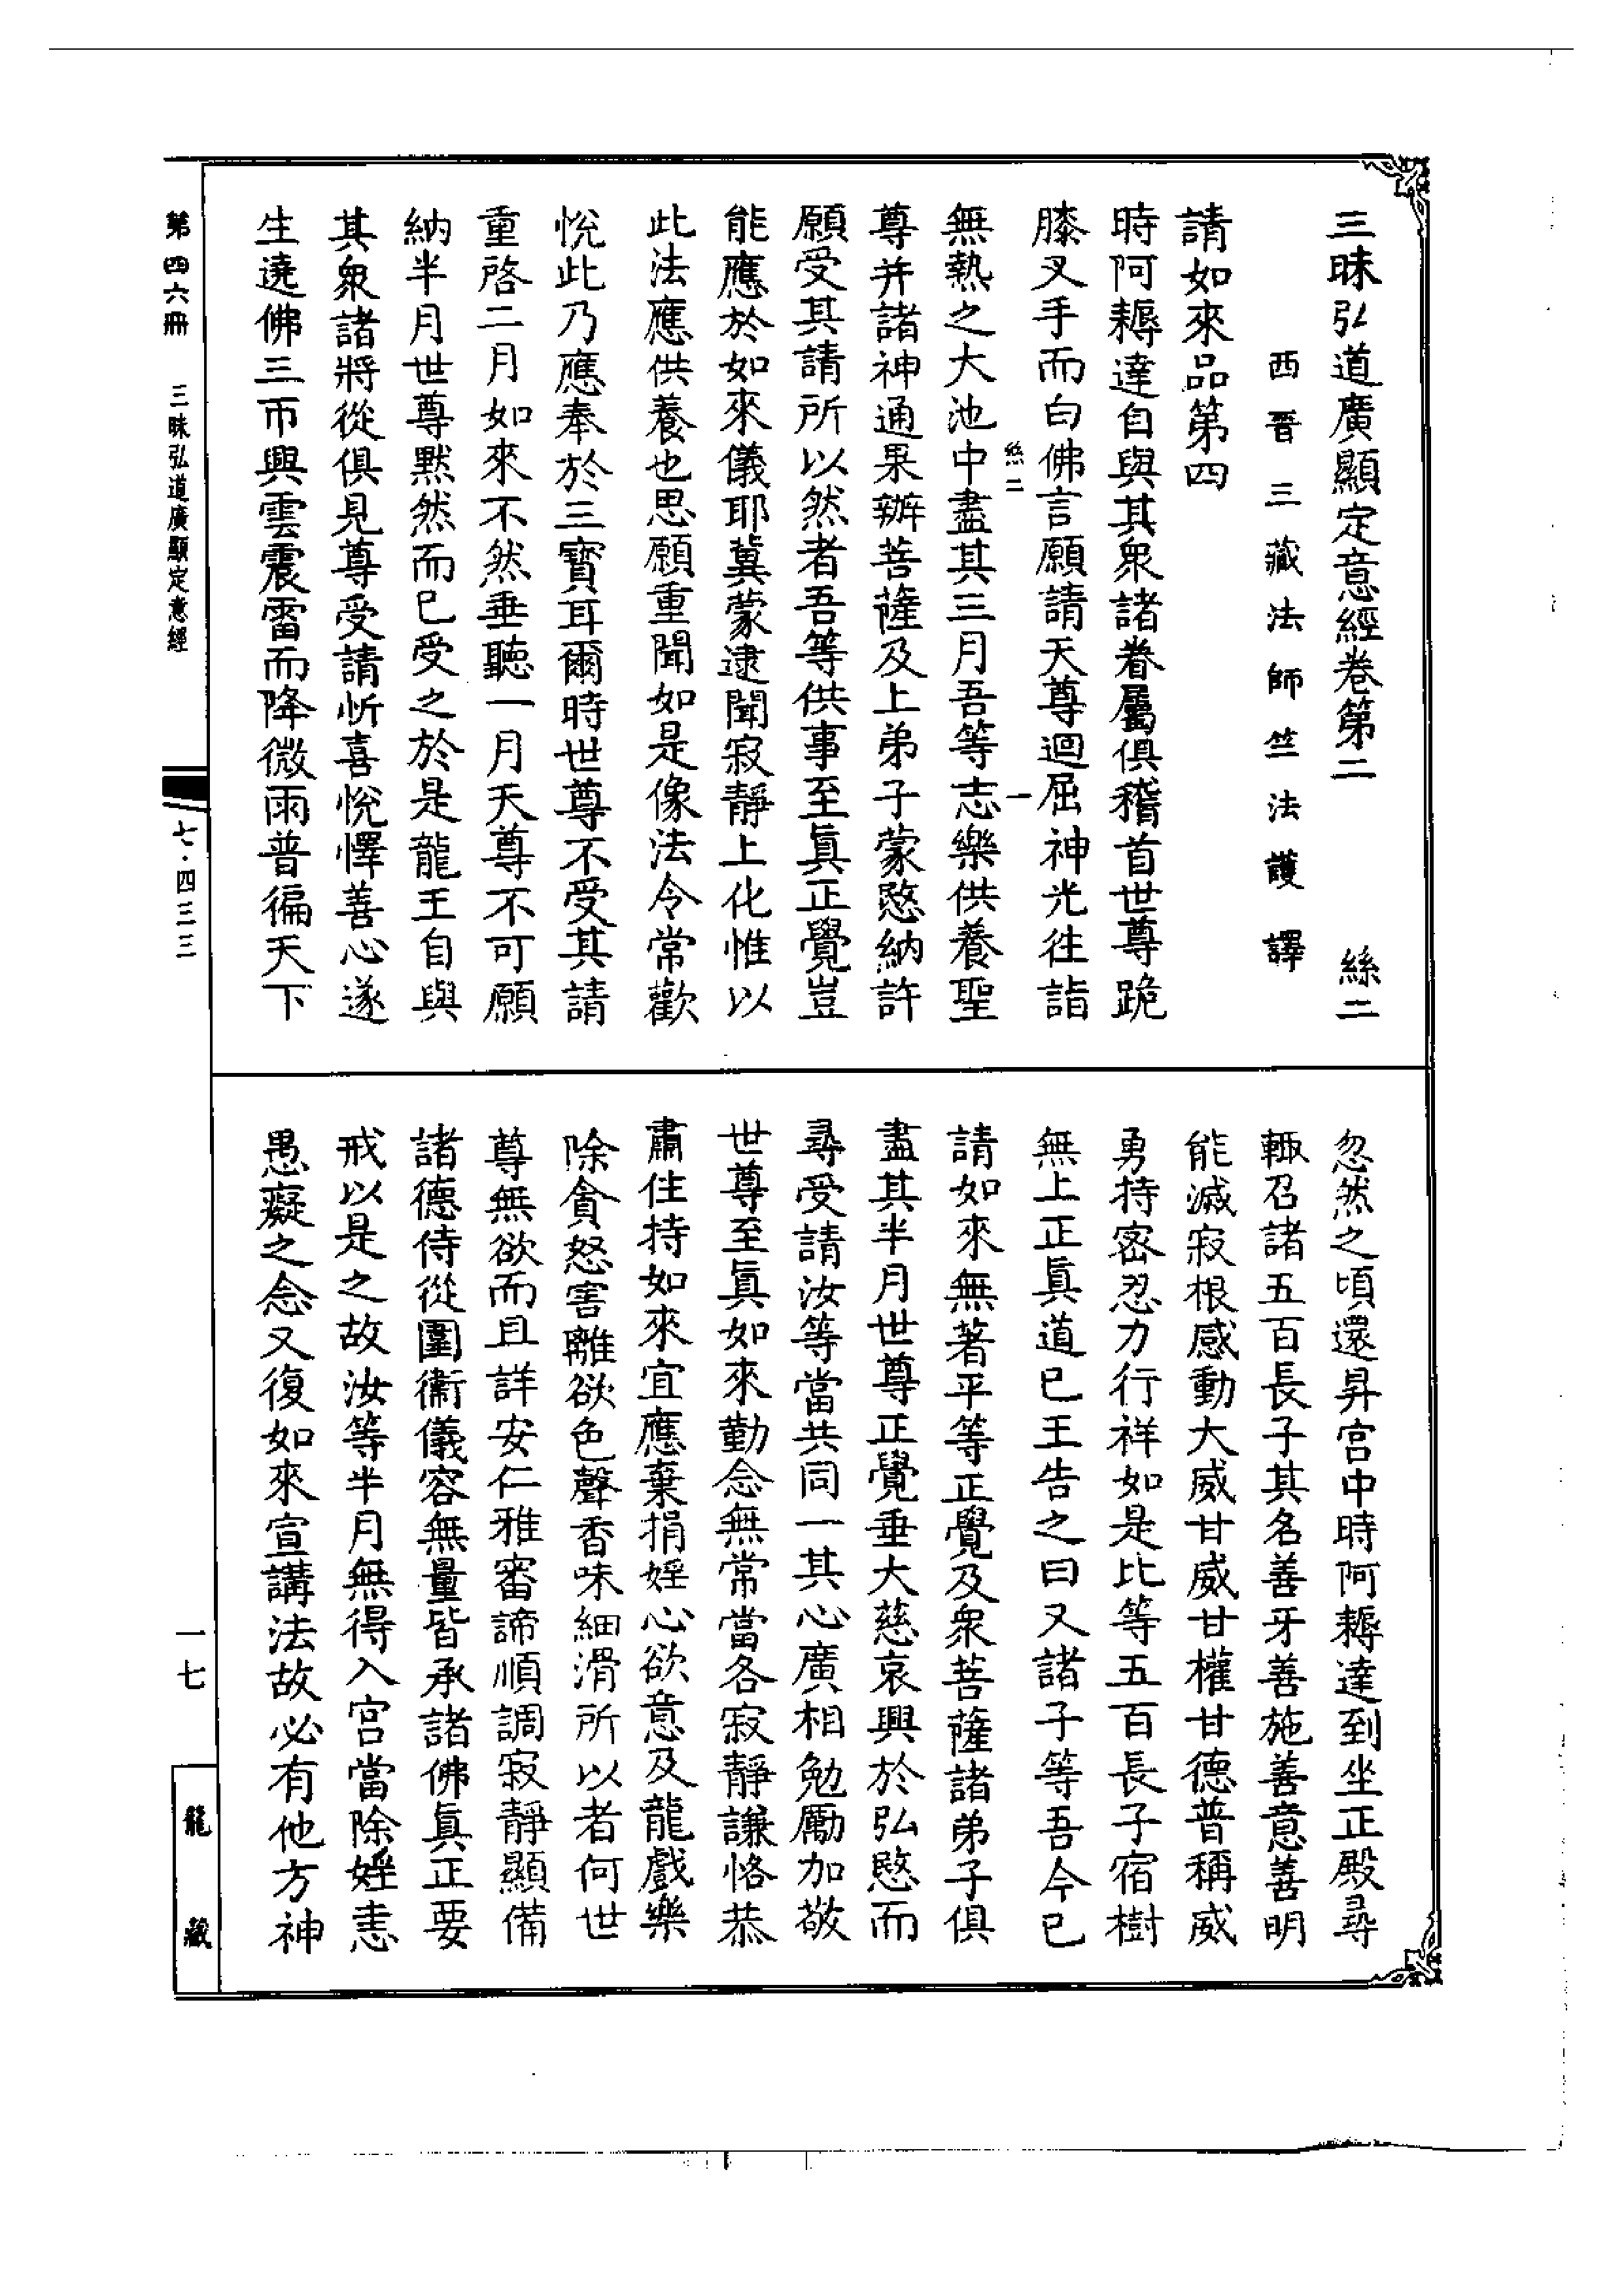 三昧弘道廣顯定意經卷第二　絲二
西晉三藏法師竺法護譯
請如來品第四
時阿耨達自與其衆諸眷屬俱稽首世尊跪
膝叉手而白佛言願請天尊迴屈神光往詣
絲二　一
無熱之大池中盡其三月吾等志樂供養聖
尊并諸神通果辦菩薩及上弟子蒙愍納許
願受其請所以然者吾等供事至眞正覺豈
能應於如來儀耶冀蒙逮聞寂靜上化惟以
此法應供養也思願重聞如是像法令常歡
悅此乃應奉於三寳耳爾時世尊不受其請
重啓二月如來不然垂聽一月天尊不可願
納半月世尊黙然而已受之於是龍王自與
其衆諸將從俱見尊受請忻喜悅懌善心遂
生遶佛三帀興雲震雷而降微雨普徧天下
忽然之頃還昇宮中時阿耨達到坐正殿尋
輙召諸五百長子其名善牙善施善意善明
能滅寂根感動大威甘威甘權甘德普稱威
勇持密忍力行祥如是比等五百長子宿樹
無上正眞道已王告之曰又諸子等吾今已
請如來無著平等正覺及衆菩薩諸弟子俱
盡其半月世尊正覺垂大慈哀興於弘愍而
尋受請汝等當共同一其心廣相勉勵加敬
世尊至眞如來勤念無常當各寂靜謙恪恭
肅住持如來宜應棄捐婬心欲意及龍戲樂
除貪怒害離欲色聲香味細滑所以者何世
尊無欲而且詳安仁雅審諦順調寂靜顯備
諸德侍從圍衞儀容無量皆承諸佛眞正要
戒以是之故汝等半月無得入宮當除婬恚
愚癡之念又復如來宣講法故必有他方神
第四六冊　三昧弘道廣顯定意經
七·四三三
一七
龍藏